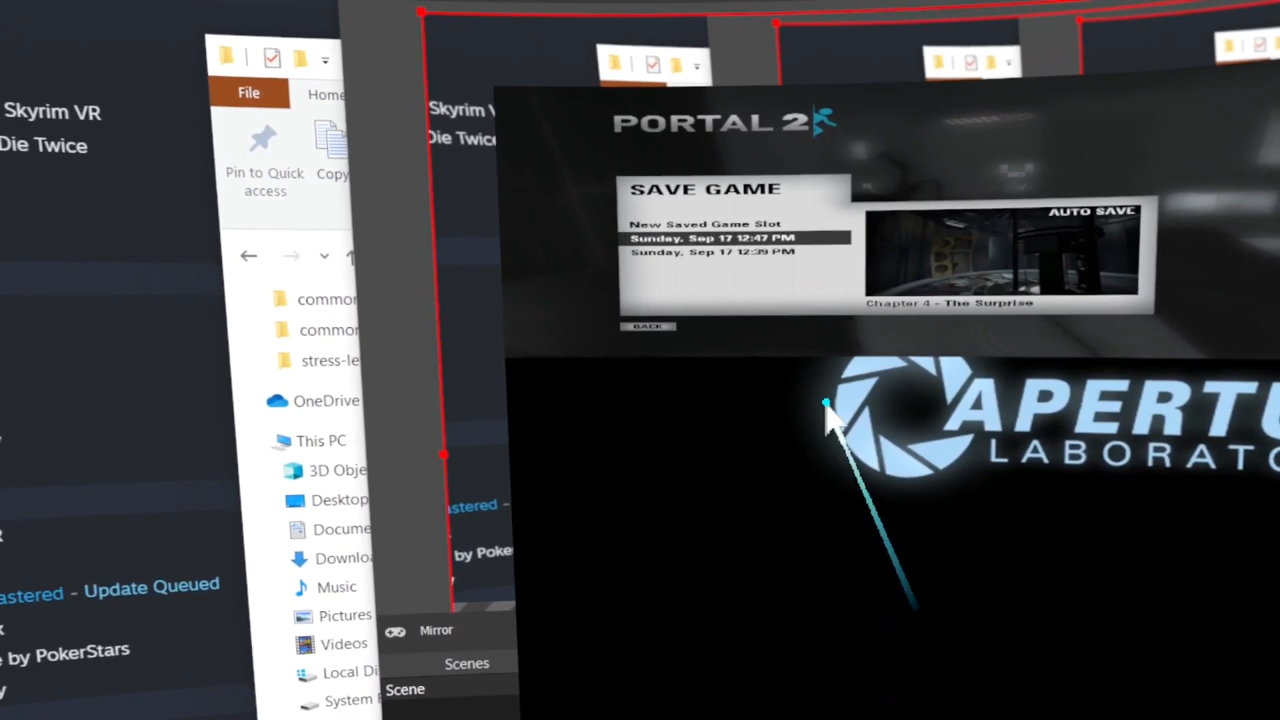 Skyrim VR
Die Twice
astered - Update Queued
e by PokerStars
File
Home
Pin to Quick
access
Copy
common
common
stress-le
OneDrive
This PC
3D Obje
Desktop
Docume
Downlo
Music
Pictures
Videos
Local Di
System
Skyrim V
Die Twic
astered -
by Poke
Mirror
Scenes
Scene
PORTAL 2
SAVE GAME
New Saved Game Slot
Sunday, Sep 17 12:47 PM
Sunday, Sep 17 12:39 PM
AUTO SAVE
Chapter 4 - The Surprise
BACK
APERTU
LABORATO